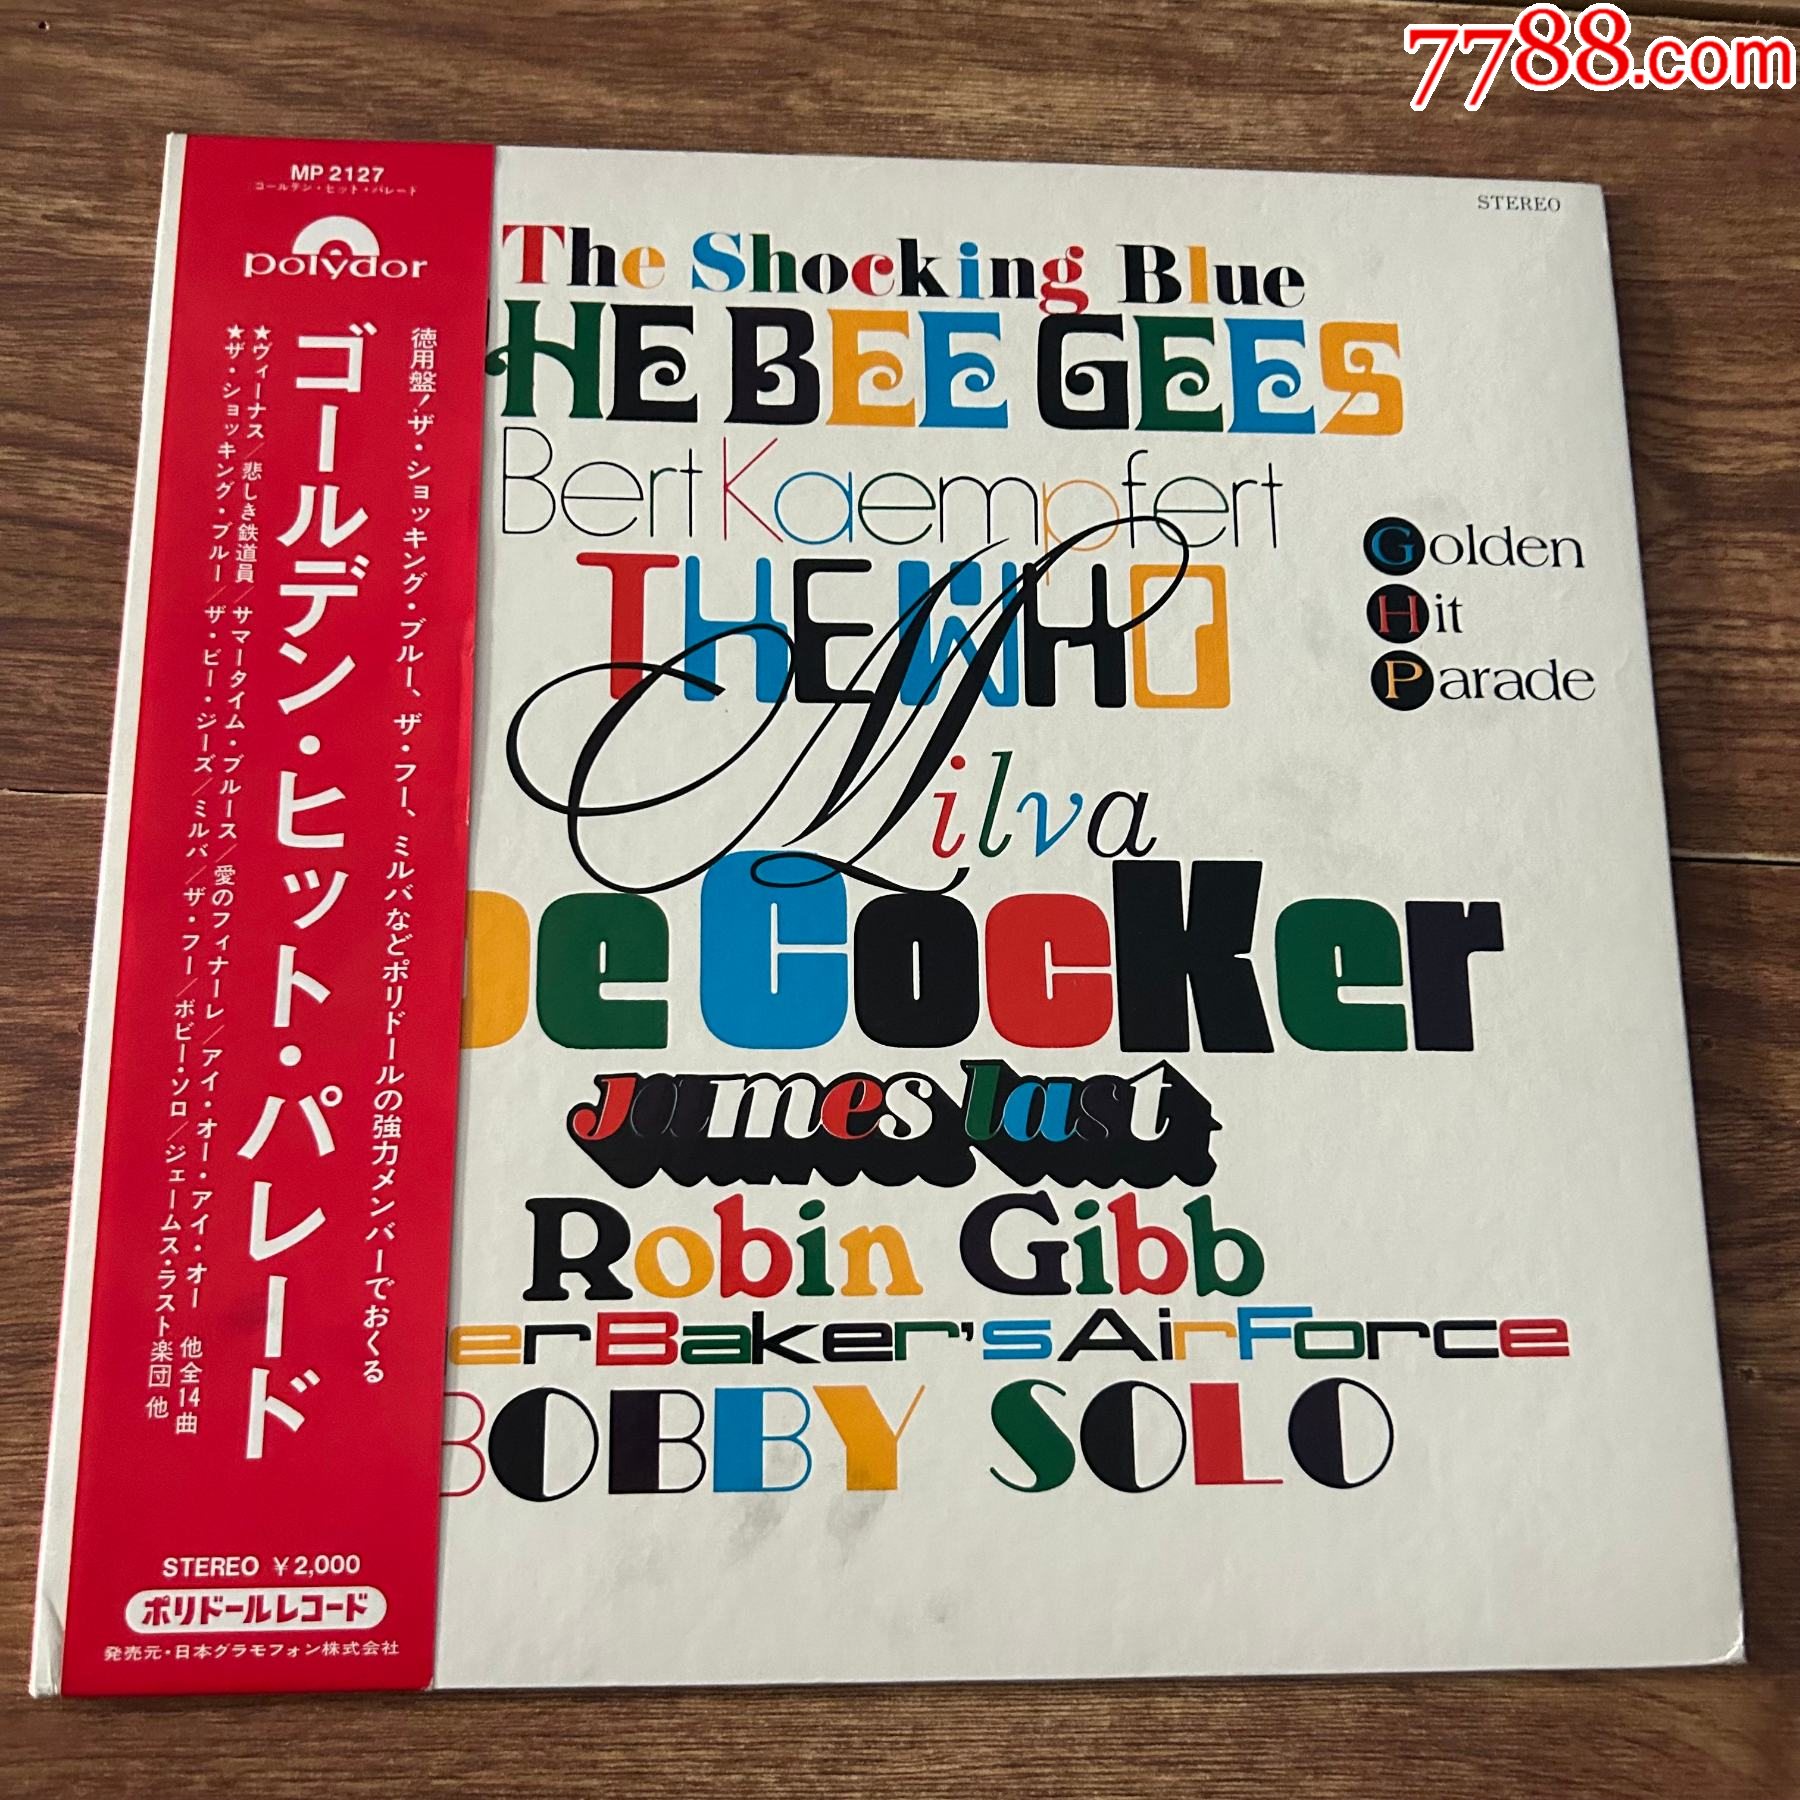 7788.com
MP 2127
ゴールデン・ヒット・パレード
polydor
徳用盤!ザ・ショッキング・ブルー、ザ・フー、ミルバなどポリドールの強力メンバーでおくる
ゴールデン・ヒット・パレード
★ヴィーナス/悲しき鉄道員/サマータイム・ブルース/愛のフィナーレ/アイ・オー・アイ・オー 他全14曲
★ザ・ショッキング・ブルー/ザ・ビー・ジーズ/ミルバ/ザ・フー/ボビー・ソロ/ジェームス・ラスト楽団 他
STEREO ¥2,000
ポリドールレコード
発売元・日本グラモフォン株式会社
STEREO
The Shocking Blue
HE BEE GEES
Bert Kaempfert
THE WHO
Milva
oe Cocker
james last
Robin Gibb
er Baker's Air Force
BOBBY SOLO
Golden
Hit
Parade